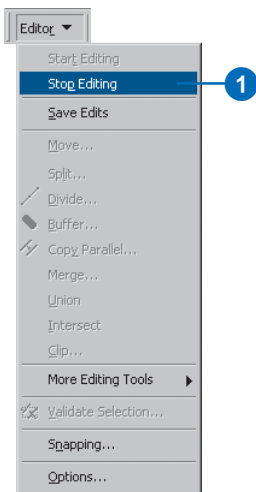 Editor
Start Editing
Stop Editing
1
Save Edits
Move...
Split...
Divide...
Buffer...
Copy Parallel...
Merge...
Union
Intersect
Clip...
More Editing Tools
Validate Selection...
Snapping...
Options...